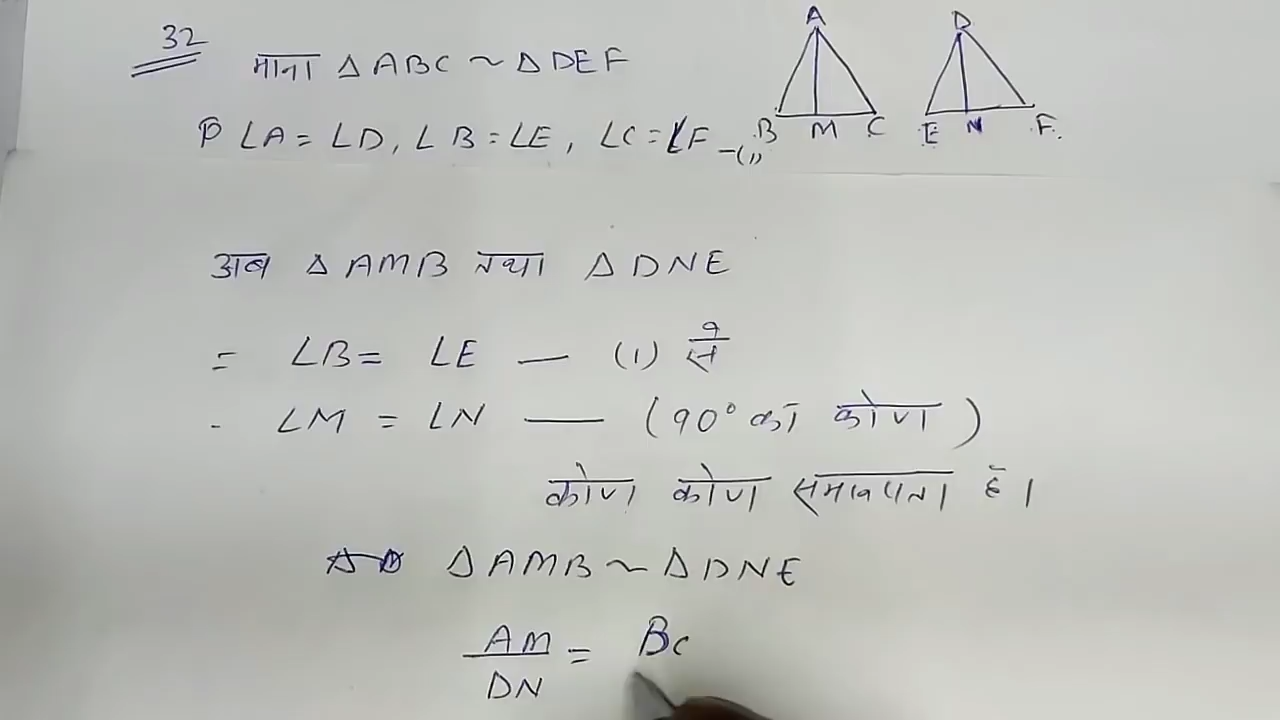 32
माना △ABC ~ △DEF
∠A = ∠D, ∠B = ∠E, ∠C = ∠F —(1)
A
B M C
D
E N F.
अब △AMB तथा △DNE
= ∠B = ∠E — (1) से
∠M = ∠N — (90° का कोण)
कोण कोण समरूपता है।
△AMB ~ △DNE
AM/DN = BC